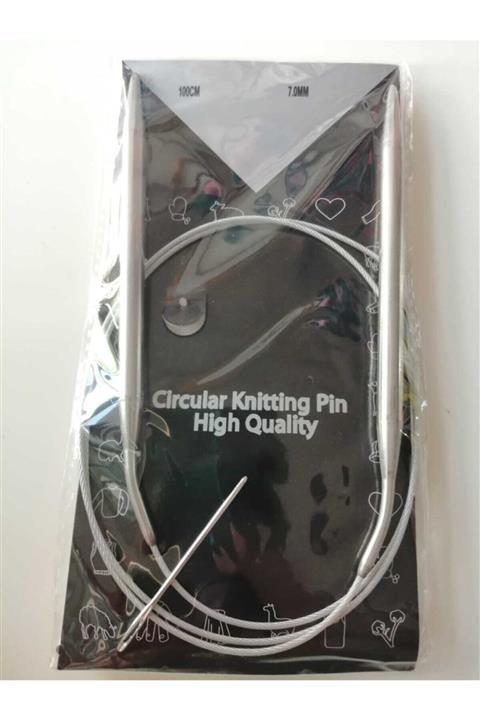 100CM 7.0MM
Circular Knitting Pin
High Quality